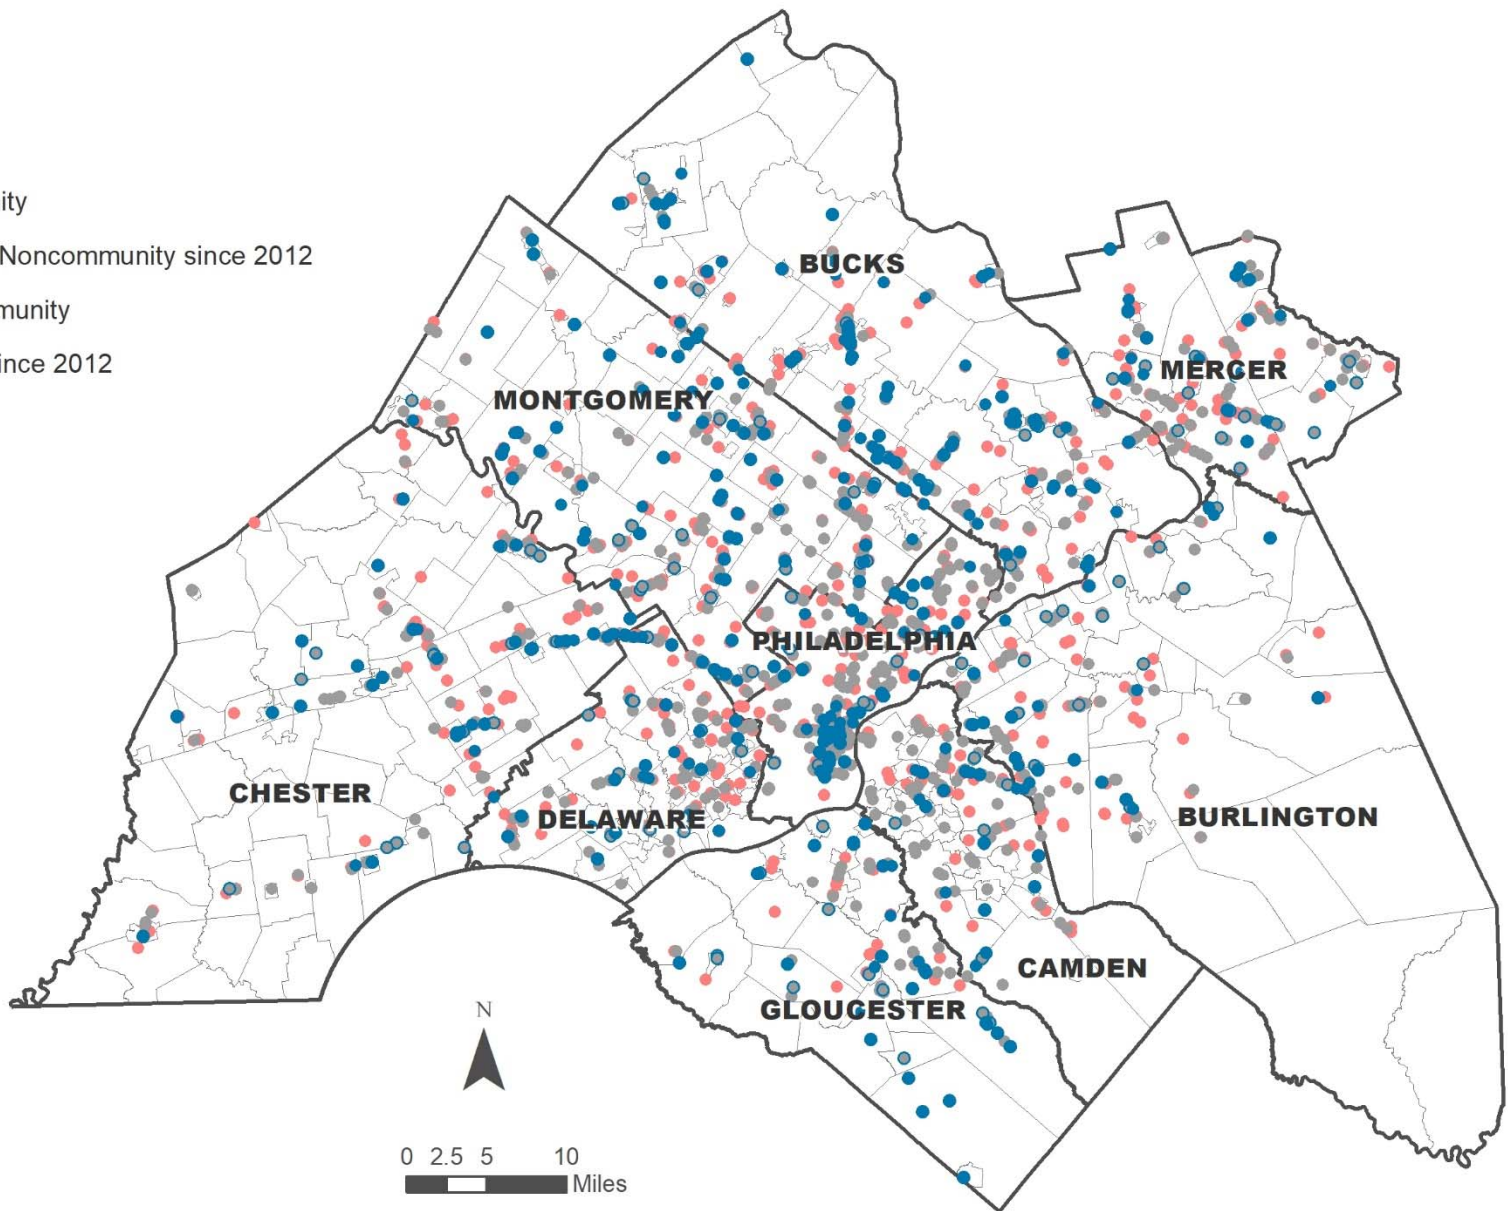 ity
Noncommunity since 2012
munity
ince 2012
BUCKS
MERCER
MONTGOMERY
PHILADELPHIA
CHESTER
DELAWARE
BURLINGTON
CAMDEN
GLOUCESTER
N
0 2.5 5 10
Miles